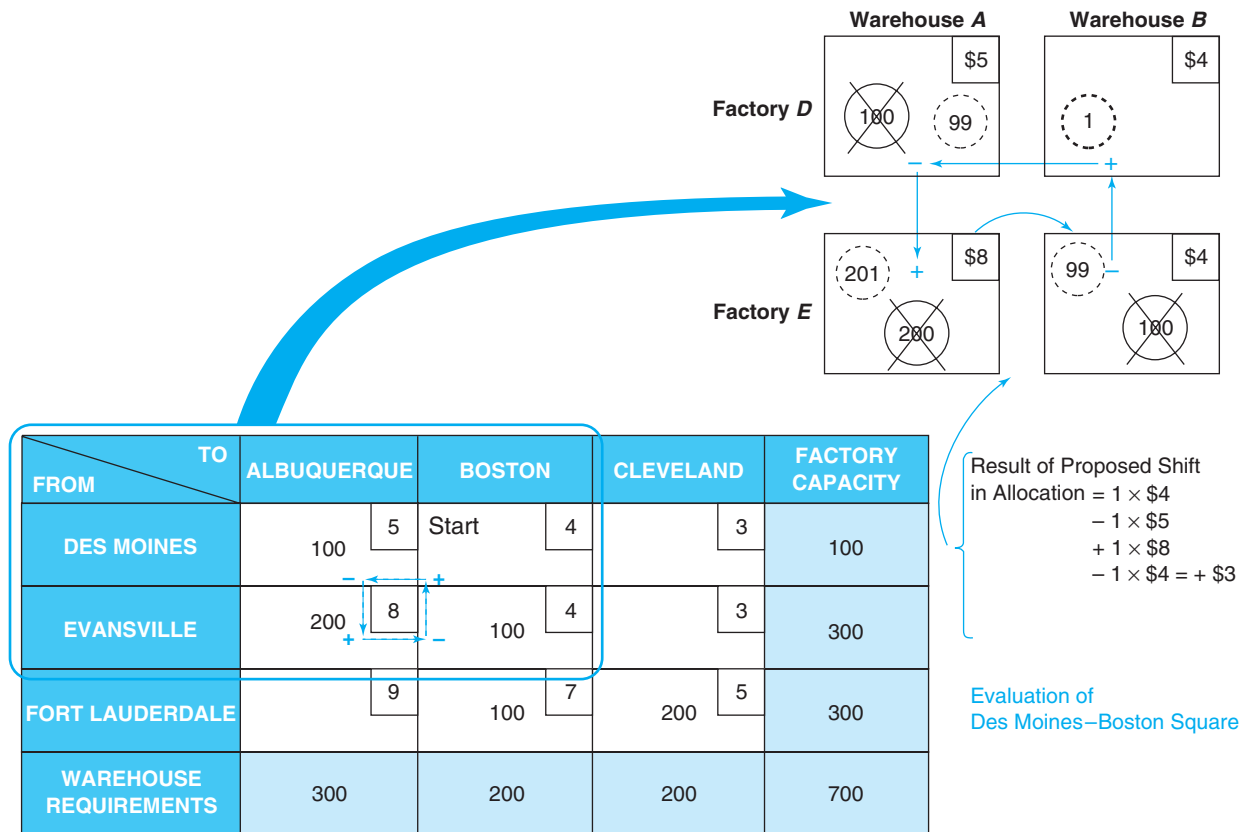 Warehouse A Warehouse B
Factory D
$5
$4
100
99
1
– +
Factory E
$8
$4
201 +
99 –
200
100
FROM TO ALBUQUERQUE BOSTON CLEVELAND FACTORY CAPACITY
DES MOINES 100 5 Start 4 3 100
– +
EVANSVILLE 200 8 100 4 3 300
+ –
FORT LAUDERDALE 9 100 7 200 5 300
WAREHOUSE REQUIREMENTS 300 200 200 700
Result of Proposed Shift
in Allocation = 1 × $4
– 1 × $5
+ 1 × $8
– 1 × $4 = + $3
Evaluation of
Des Moines–Boston Square